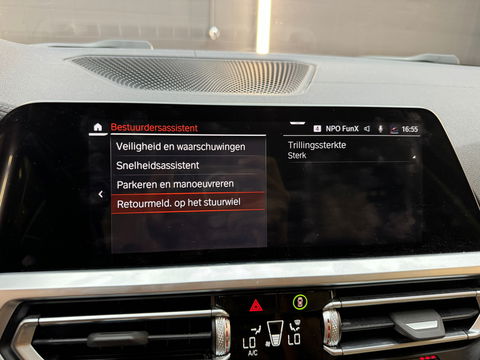 Bestuurdersassistent
4 NPO FunX 16:55
Veiligheid en waarschuwingen
Snelheidsassistent
Parkeren en manoeuvreren
Retourmeld. op het stuurwiel
Trillingssterkte
Sterk
LO LO
A/C